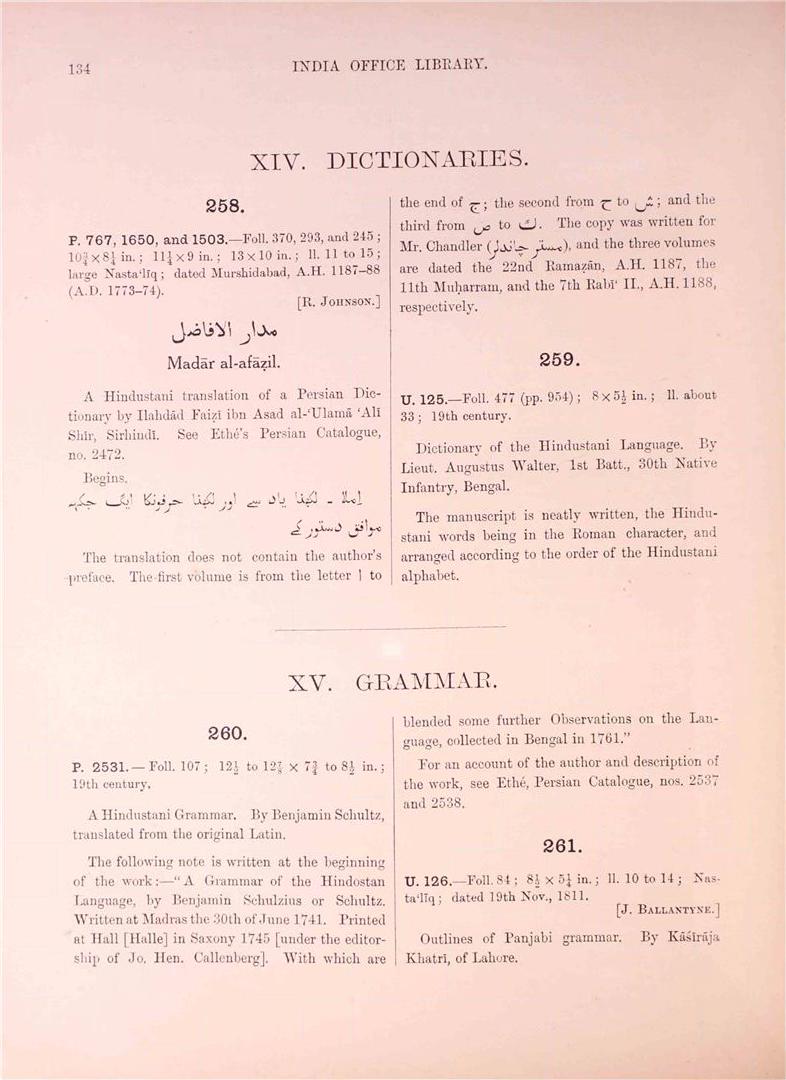 134
INDIA OFFICE LIBRARY.
XIV. DICTIONARIES.
258.
P. 767, 1650, and 1503.—Foll. 370, 293, and 245;
10¾ × 8¼ in.; 11¼ × 9 in.; 13 × 10 in.; ll. 11 to 15;
large Nasta‘līq; dated Murshidabad, A.H. 1187–88
(A.D. 1773–74).
[R. Johnson.]
مدار الافاضل
Madār al-afāẓil.
A Hindustani translation of a Persian Dic-
tionary by Ilahdād Faiẓī ibn Asad al-‘Ulamā ‘Alī
Shīr, Sirhindī. See Ethé's Persian Catalogue,
no. 2472.
Begins.
اِملا ـ لکهنا یاد سے اور لکهنا حرفونکا ایک جکهہ
موافق دستور کے
The translation does not contain the author's
preface. The first volume is from the letter ا to
the end of ج; the second from ح to ش; and the
third from ص to ك. The copy was written for
Mr. Chandler (مستر چاندلر), and the three volumes
are dated the 22nd Ramaẓān, A.H. 1187, the
11th Muḥarram, and the 7th Rabī‘ II., A.H. 1188,
respectively.
259.
U. 125.—Foll. 477 (pp. 954); 8 × 5½ in.; ll. about
33; 19th century.
Dictionary of the Hindustani Language. By
Lieut. Augustus Walter, 1st Batt., 30th Native
Infantry, Bengal.
The manuscript is neatly written, the Hindu-
stani words being in the Roman character, and
arranged according to the order of the Hindustani
alphabet.
XV. GRAMMAR.
260.
P. 2531.—Foll. 107; 12½ to 12⅞ × 7¾ to 8½ in.;
19th century.
A Hindustani Grammar. By Benjamin Schultz,
translated from the original Latin.
The following note is written at the beginning
of the work:—“A Grammar of the Hindostan
Language, by Benjamin Schulzius or Schultz.
Written at Madras the 30th of June 1741. Printed
at Hall [Halle] in Saxony 1745 [under the editor-
ship of Jo. Hen. Callenberg]. With which are
blended some further Observations on the Lan-
guage, collected in Bengal in 1761.”
For an account of the author and description of
the work, see Ethé, Persian Catalogue, nos. 2537
and 2538.
261.
U. 126.—Foll. 84; 8½ × 5¼ in.; ll. 10 to 14; Nas-
ta‘līq; dated 19th Nov., 1811.
[J. Ballantyne.]
Outlines of Panjabi grammar. By Kāśīrāja
Khatrī, of Lahore.